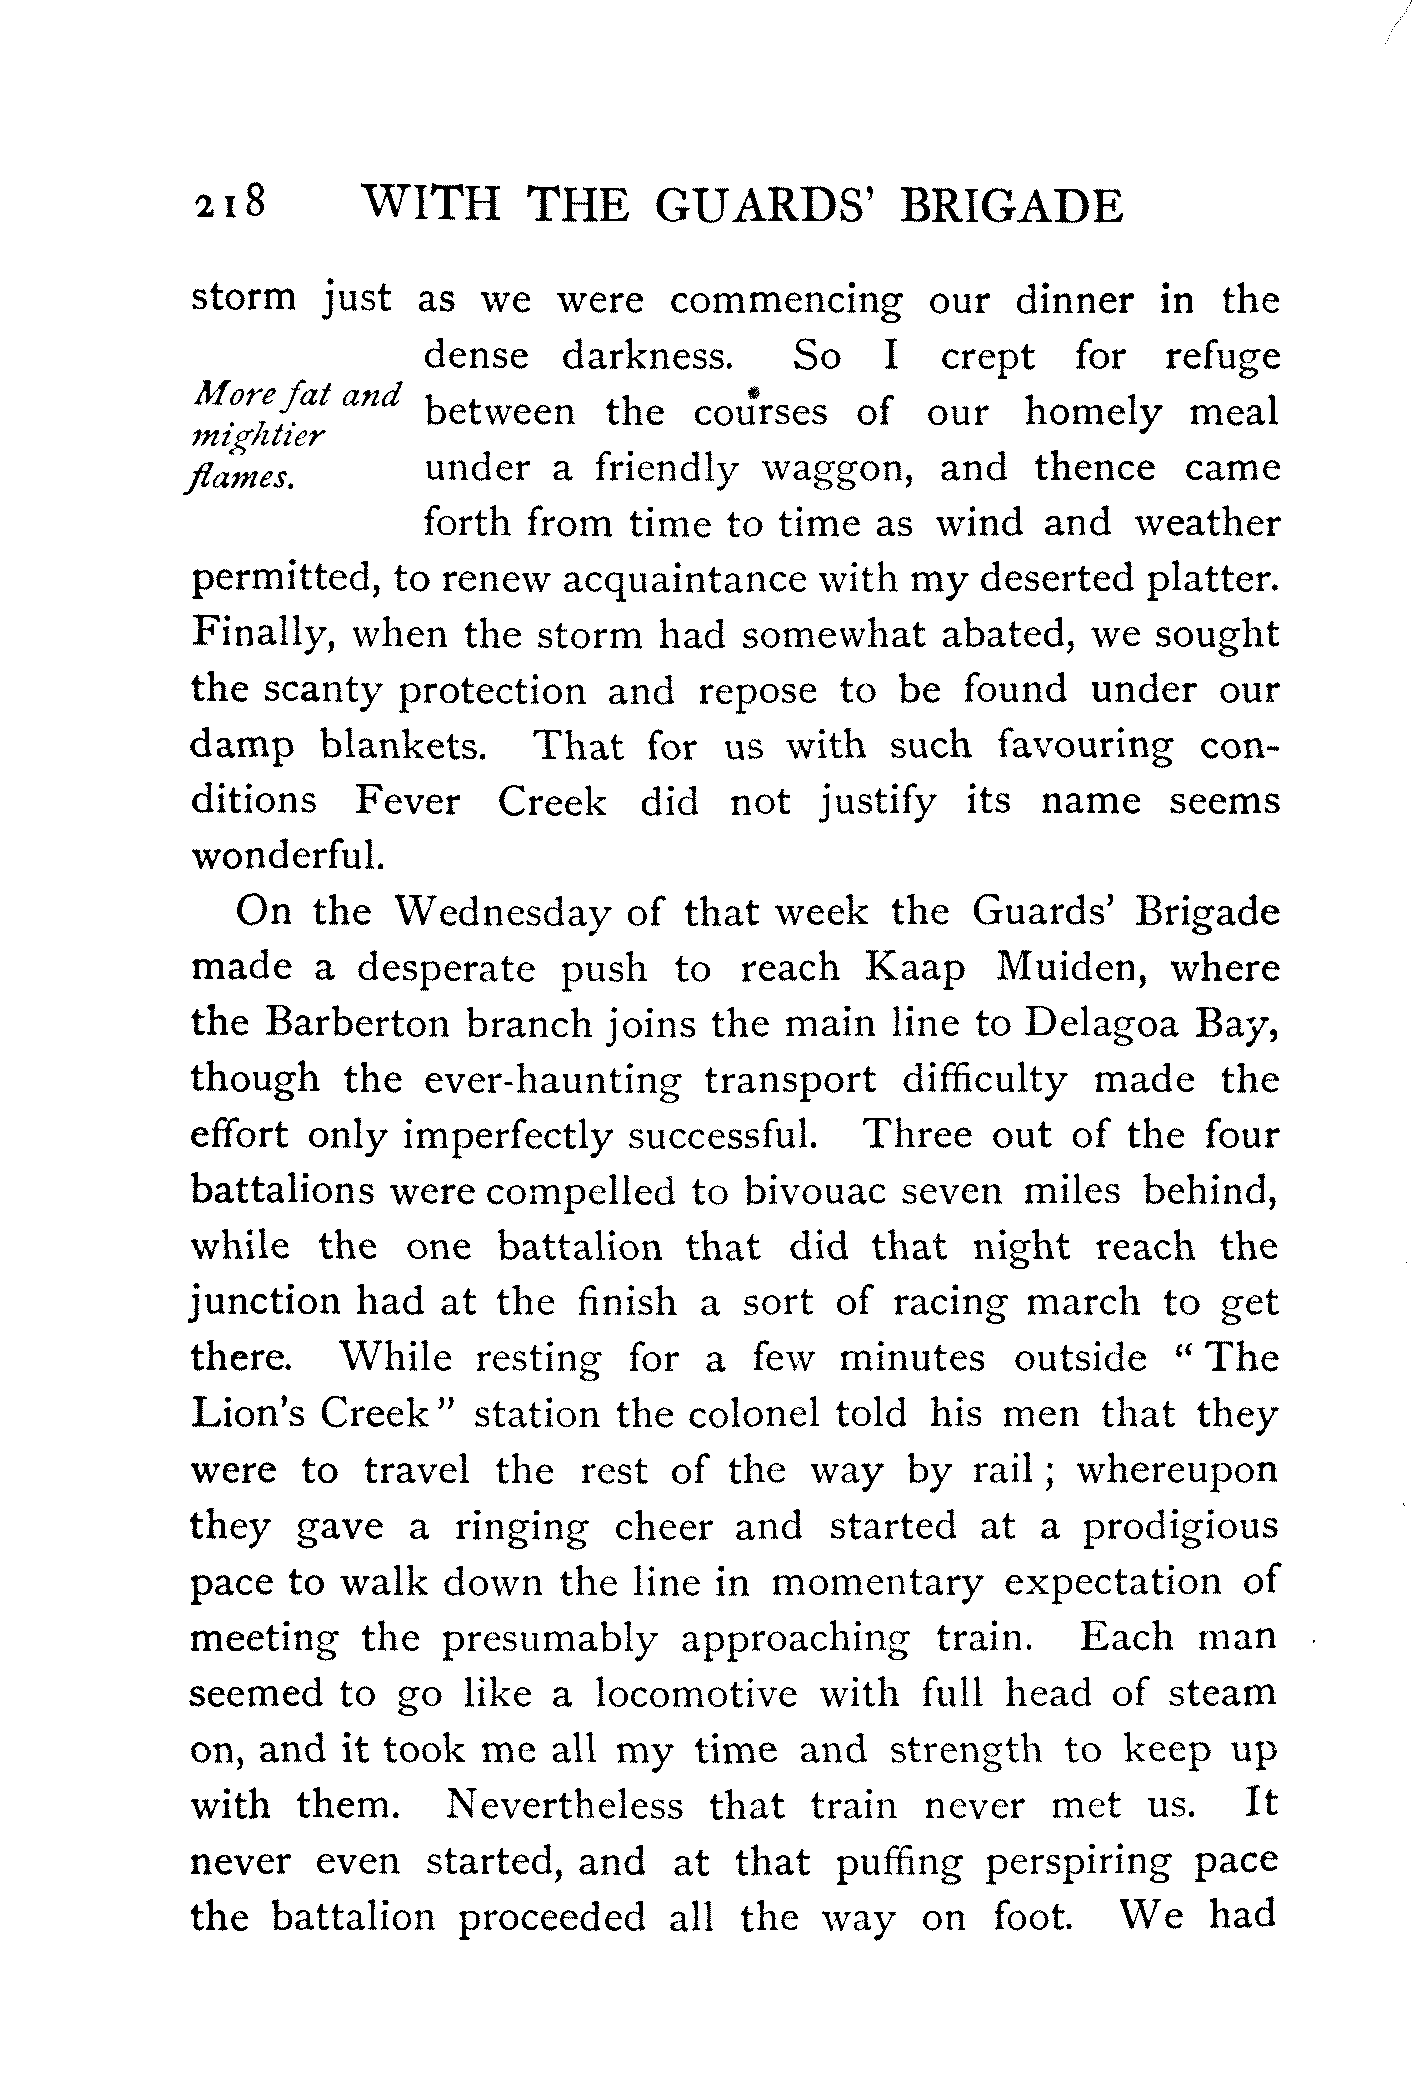 218 WITH THE GUARDS' BRIGADE
storm just as we were commencing our dinner in the
dense darkness. So I crept for refuge
More fat and
mightier
flames.
between the courses of our homely meal
under a friendly waggon, and thence came
forth from time to time as wind and weather
permitted, to renew acquaintance with my deserted platter.
Finally, when the storm had somewhat abated, we sought
the scanty protection and repose to be found under our
damp blankets. That for us with such favouring con-
ditions Fever Creek did not justify its name seems
wonderful.
On the Wednesday of that week the Guards' Brigade
made a desperate push to reach Kaap Muiden, where
the Barberton branch joins the main line to Delagoa Bay,
though the ever-haunting transport difficulty made the
effort only imperfectly successful. Three out of the four
battalions were compelled to bivouac seven miles behind,
while the one battalion that did that night reach the
junction had at the finish a sort of racing march to get
there. While resting for a few minutes outside "The
Lion's Creek" station the colonel told his men that they
were to travel the rest of the way by rail; whereupon
they gave a ringing cheer and started at a prodigious
pace to walk down the line in momentary expectation of
meeting the presumably approaching train. Each man
seemed to go like a locomotive with full head of steam
on, and it took me all my time and strength to keep up
with them. Nevertheless that train never met us. It
never even started, and at that puffing perspiring pace
the battalion proceeded all the way on foot. We had